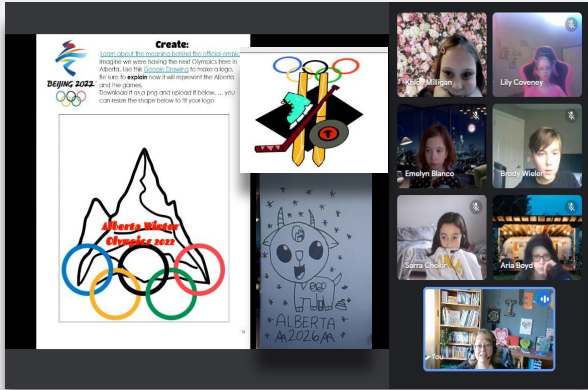 Create:
Learn about the meaning behind the official emblem
Imagine we were having the next Olympics here in
Alberta. Use this Google Drawing to make a logo.
Be sure to explain how it will represent the Alberta
and the games.
Download it as a png and upload it below. ... you
can resize the shape below to fit your logo
BEIJING 2022
Alberta Winter
Olympics 2022
ALBERTA
2026
Khloe Milligan
Lily Coveney
Emelyn Blanco
Brody Wieler
Sarra Chokir
Aria Boyd
You